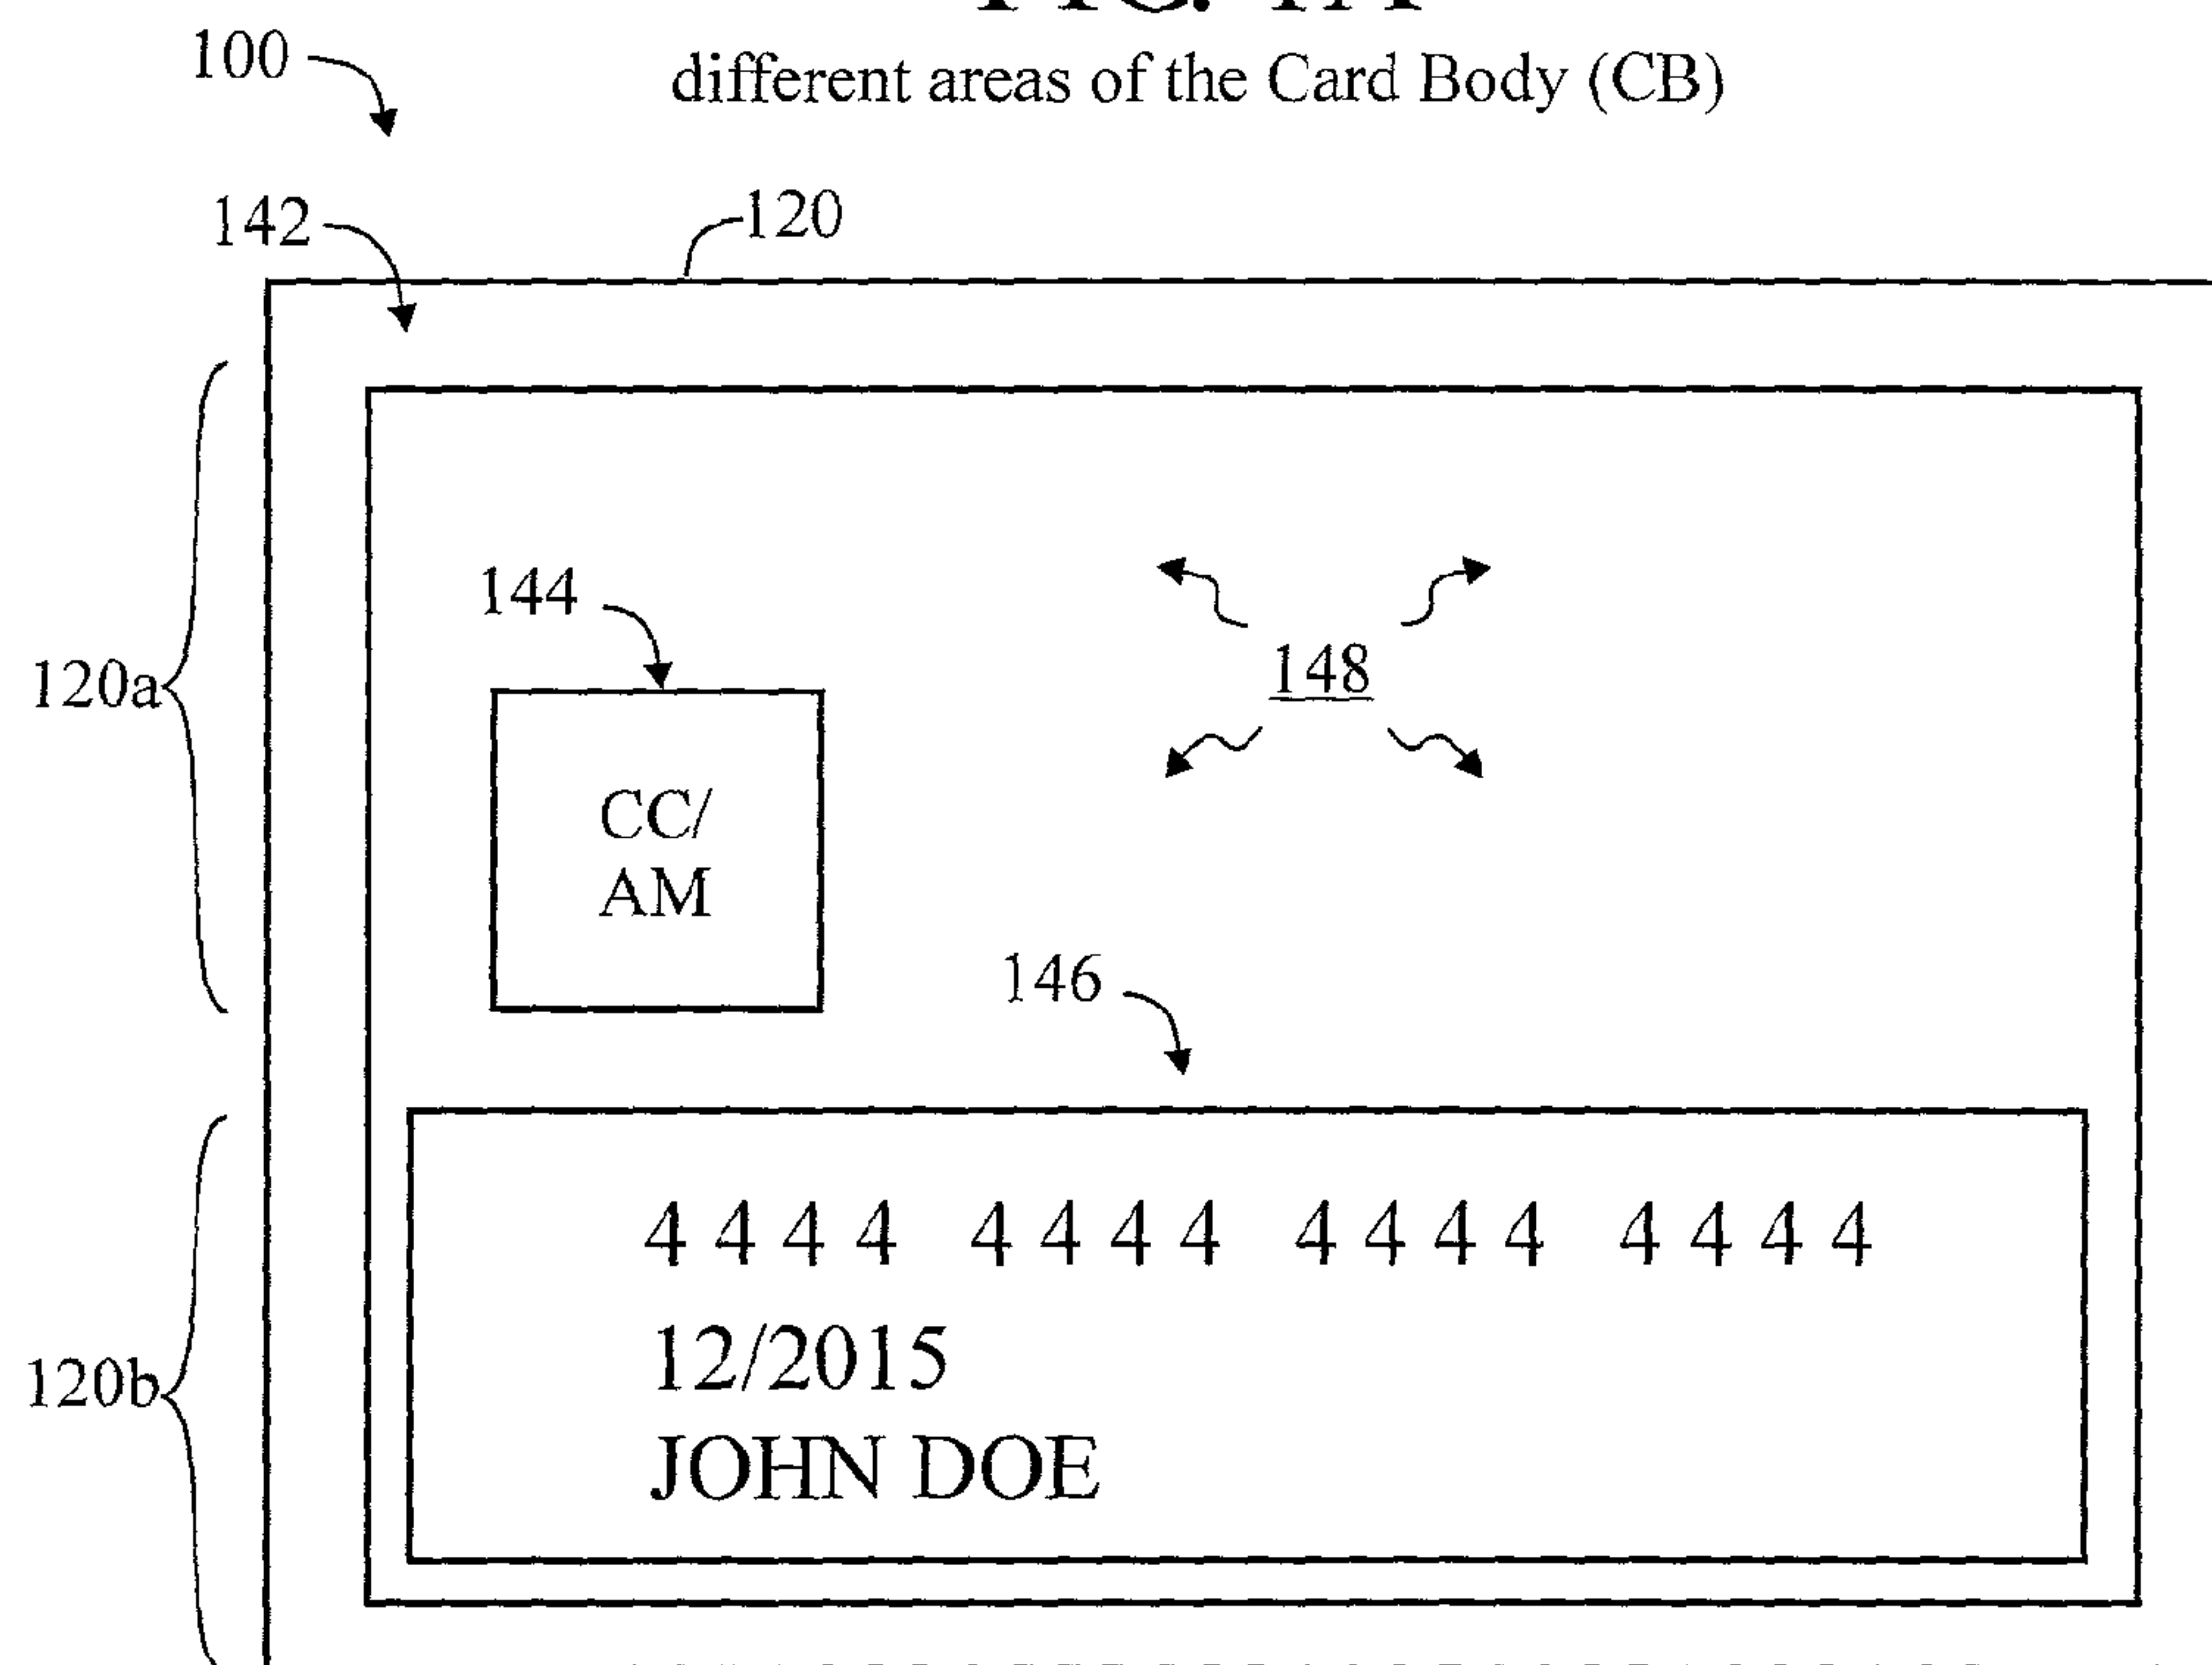 100
different areas of the Card Body (CB)
142
120
144
148
120a
CC/
AM
146
4444 4444 4444 4444
12/2015
120b
JOHN DOE